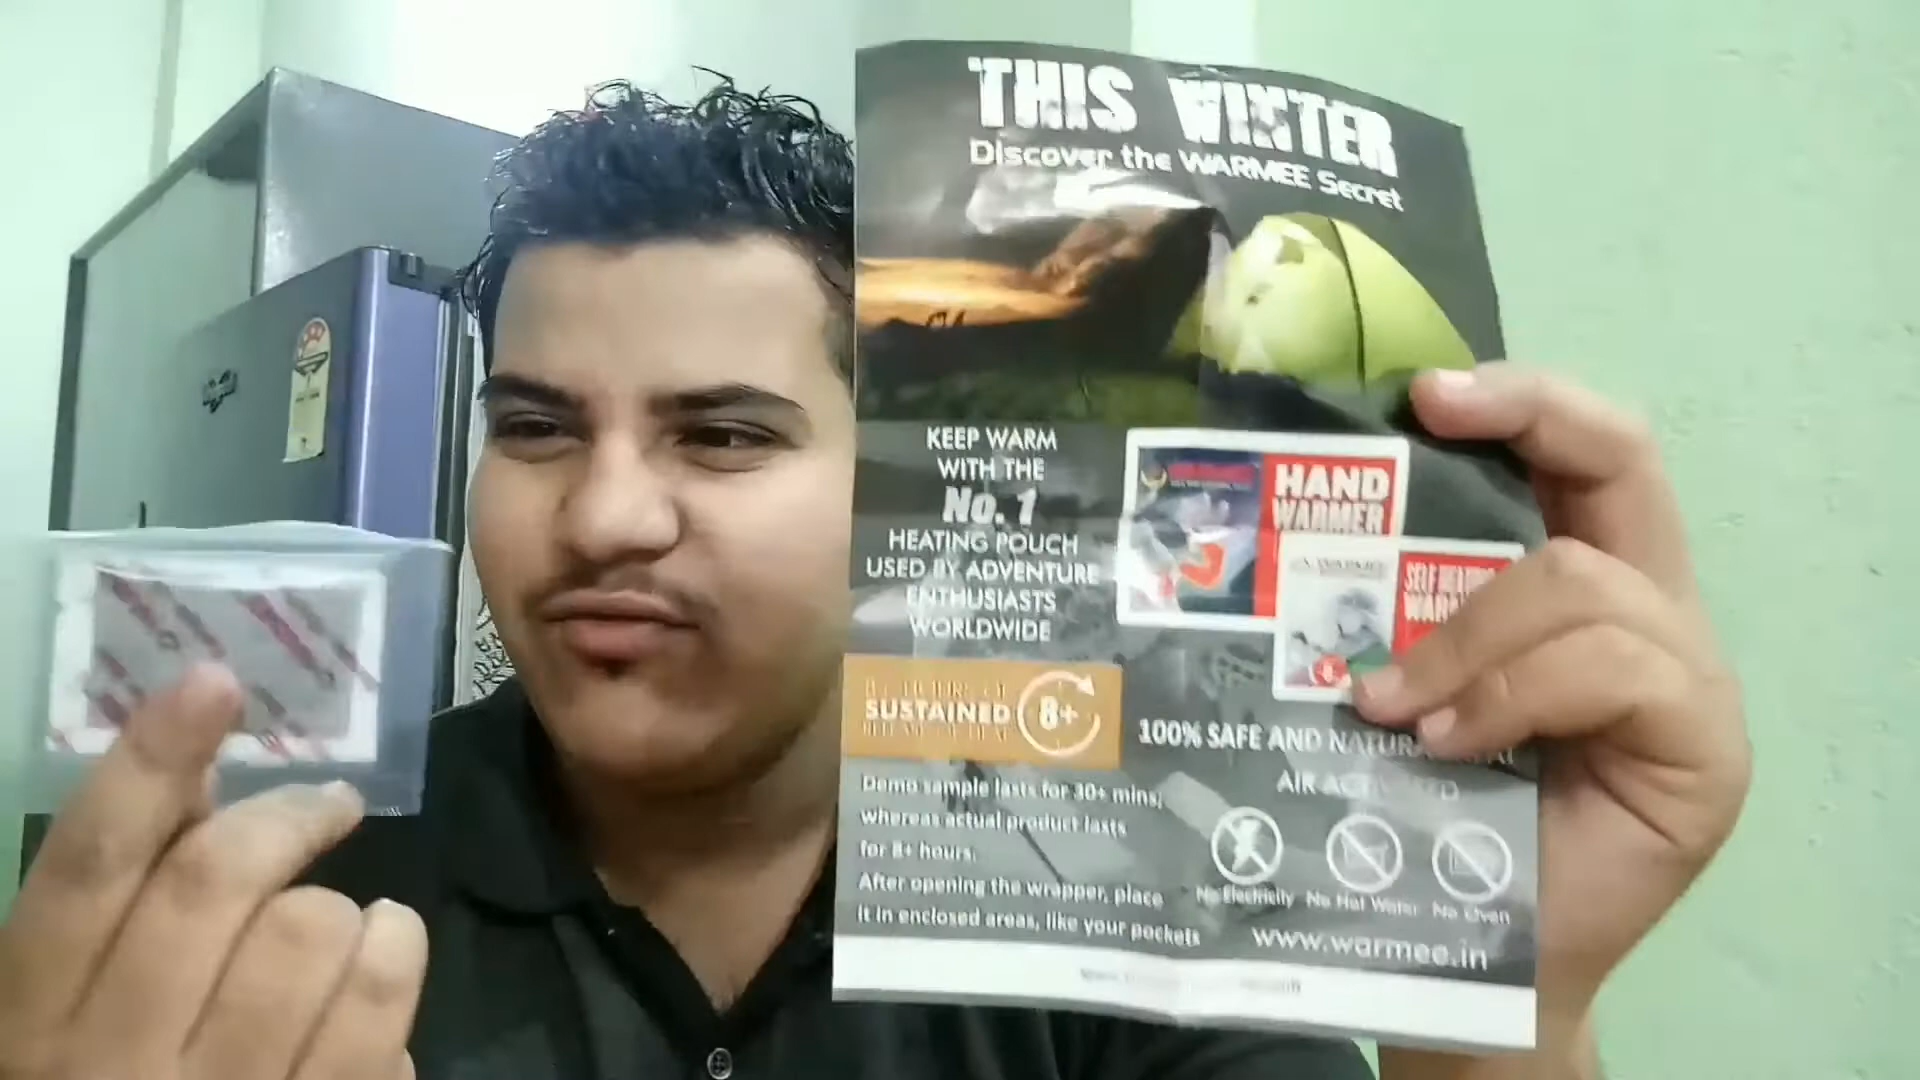 THIS WINTER
Discover the WARMEE Secret
KEEP WARM
WITH THE
No. 1
HEATING POUCH
USED BY ADVENTURE
ENTHUSIASTS
WORLDWIDE
HAND
WARMER
SUSTAINED
8+
100% SAFE AND
Demo sample lasts for 30+ mins,
whereas actual product lasts
for 8+ hours.
After opening the wrapper, place
it in enclosed areas, like your pockets
No Electricity No Hot Water No Oven
www.warmee.in